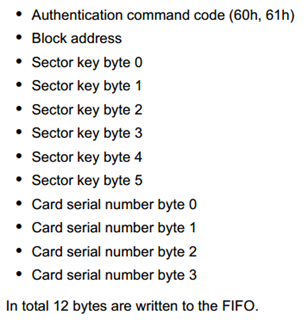 • Authentication command code (60h, 61h)
• Block address
• Sector key byte 0
• Sector key byte 1
• Sector key byte 2
• Sector key byte 3
• Sector key byte 4
• Sector key byte 5
• Card serial number byte 0
• Card serial number byte 1
• Card serial number byte 2
• Card serial number byte 3
In total 12 bytes are written to the FIFO.